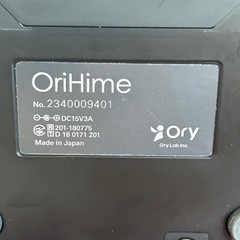 OriHime
No.2340009401
DC15V3A
201-180775
D 18 0171 201
Made in Japan
Ory
Ory Lab Inc.